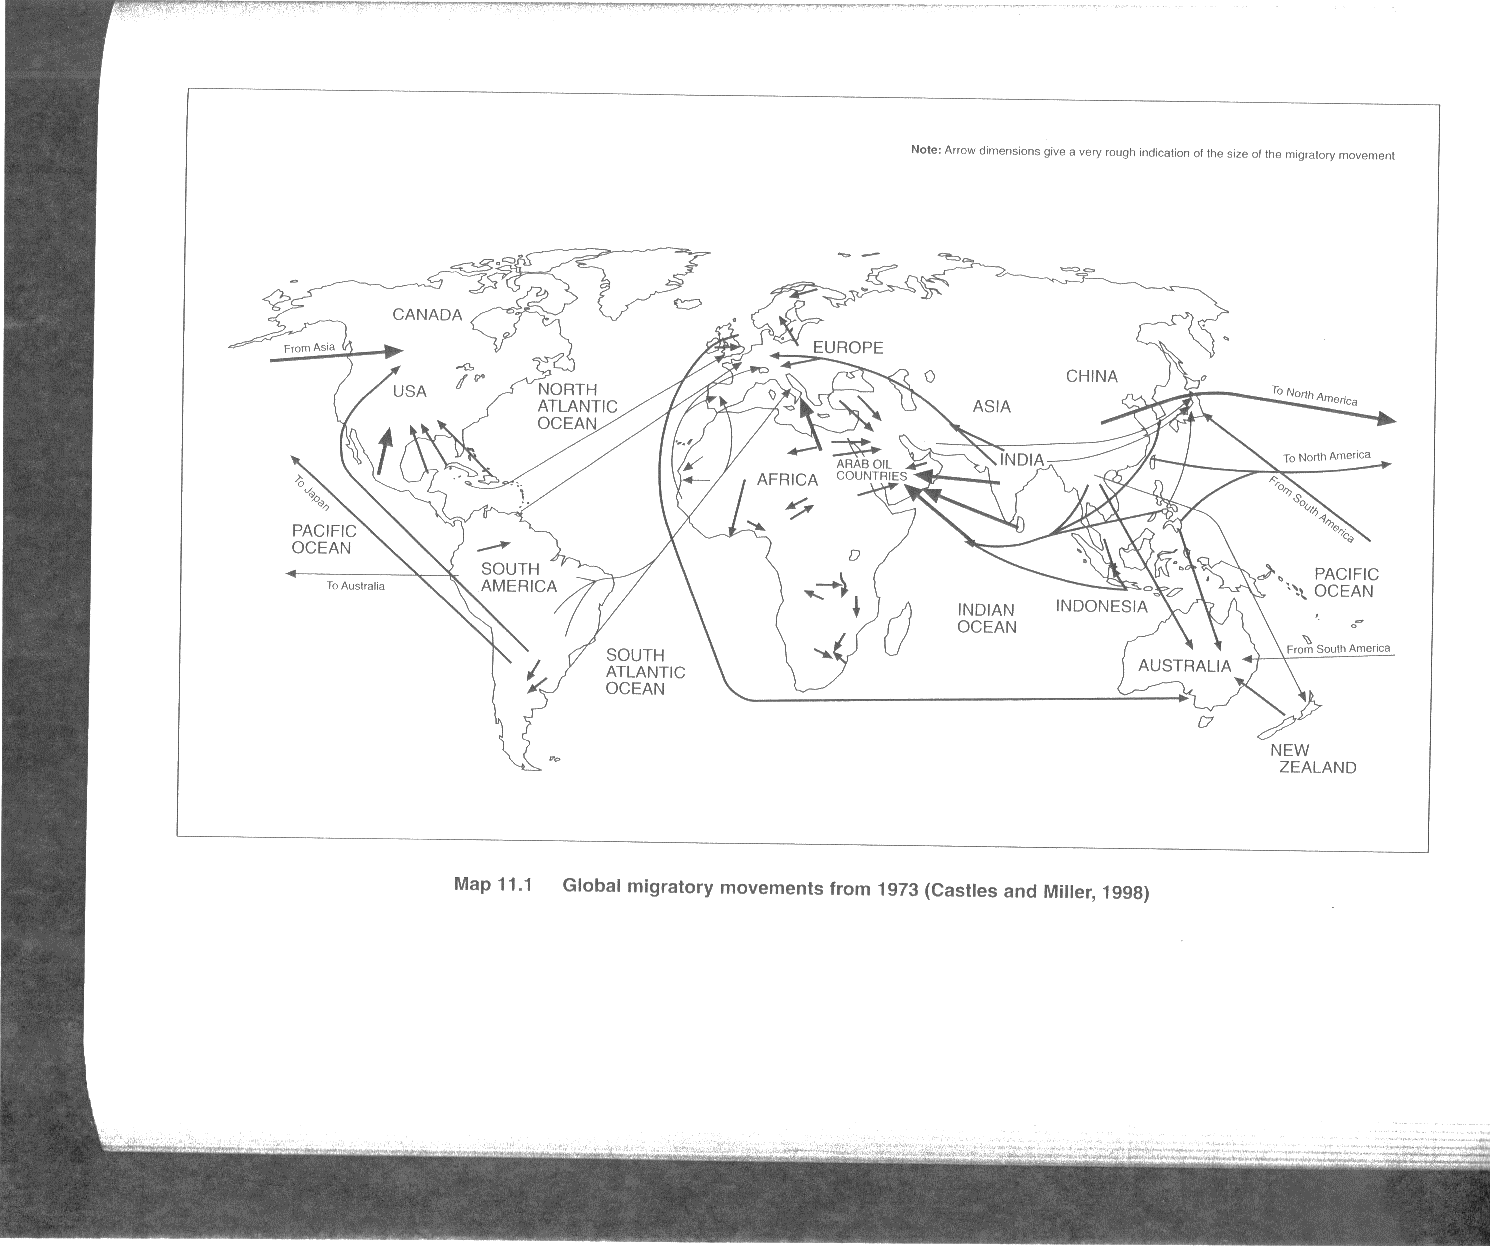 Note: Arrow dimensions give a very rough indication of the size of the migratory movement
CANADA
From Asia
EUROPE
CHINA
USA
NORTH
ATLANTIC
OCEAN
ASIA
To North America
INDIA
To North America
ARAB OIL
COUNTRIES
AFRICA
To Japan
From South America
PACIFIC
OCEAN
SOUTH
AMERICA
To Australia
PACIFIC
OCEAN
INDIAN
OCEAN
INDONESIA
SOUTH
ATLANTIC
OCEAN
From South America
AUSTRALIA
NEW
ZEALAND
Map 11.1 Global migratory movements from 1973 (Castles and Miller, 1998)